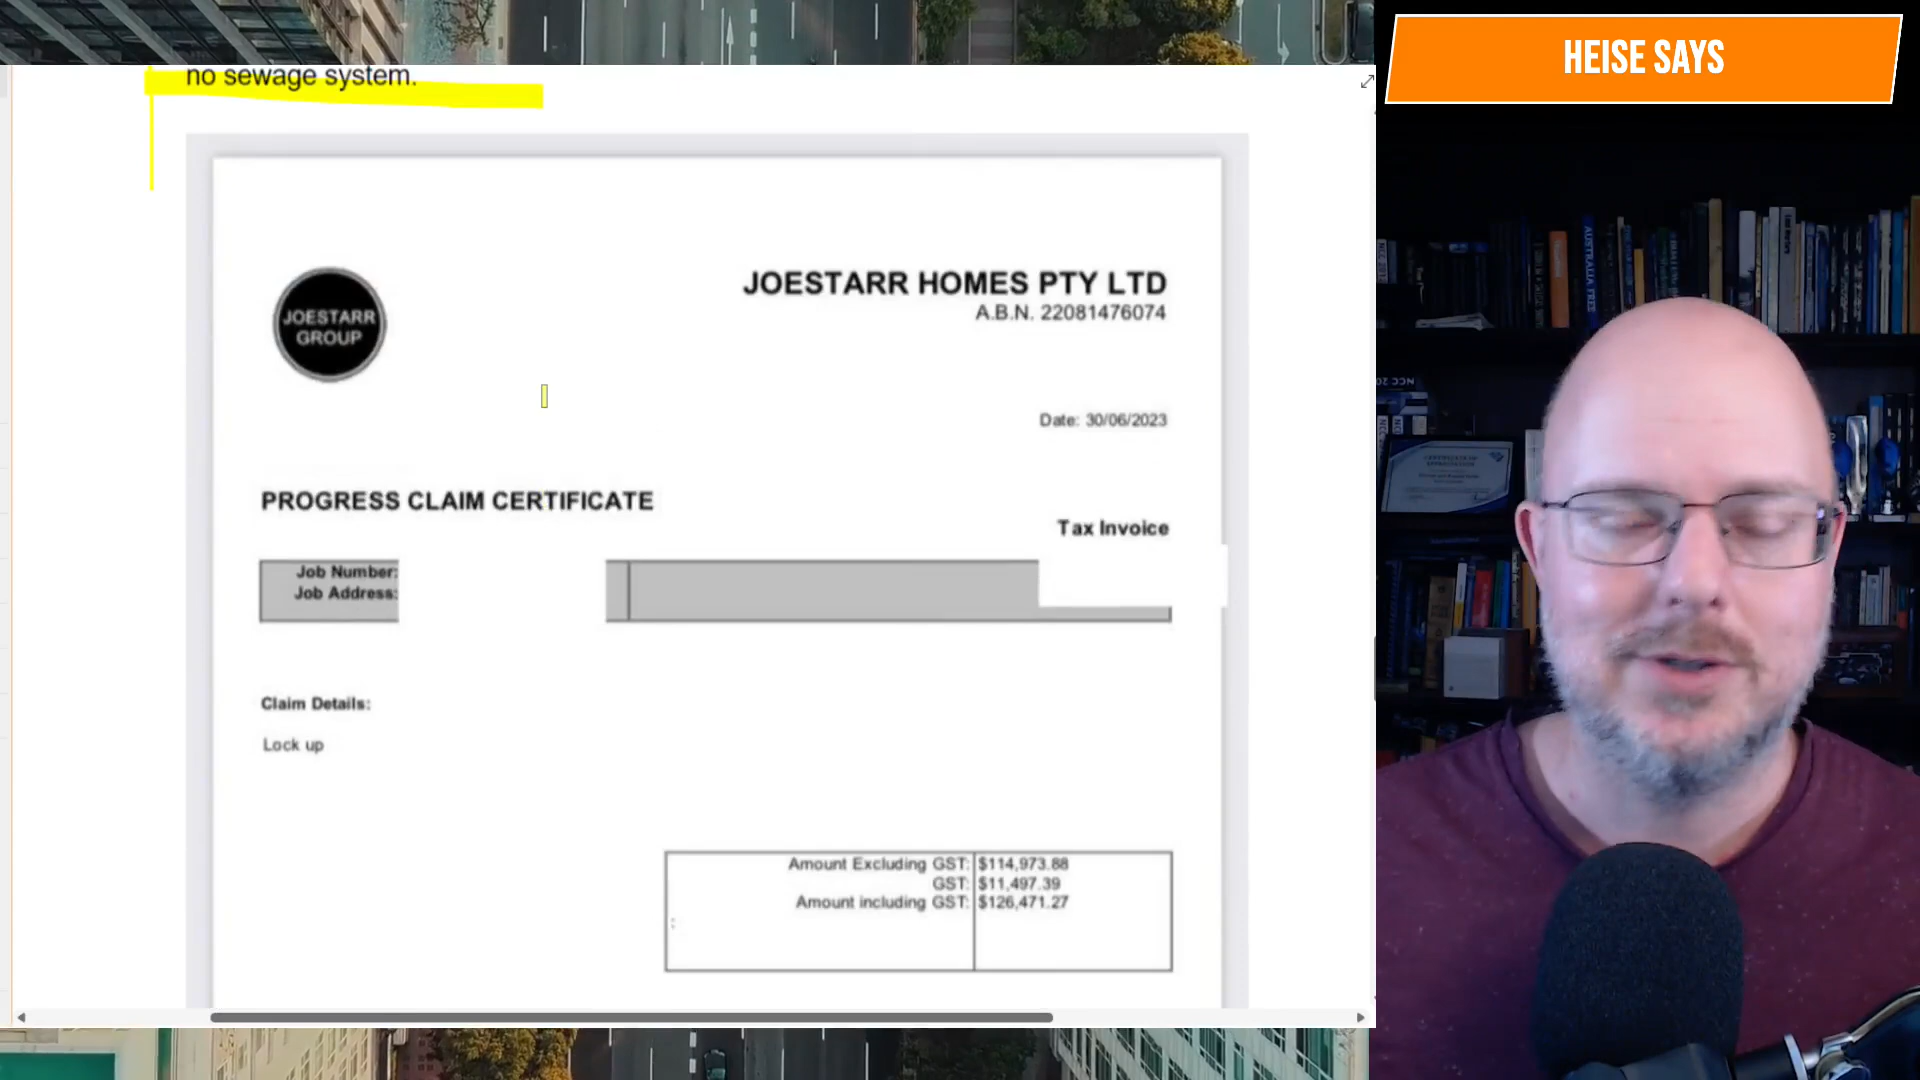 HEISE SAYS
no sewage system.
JOESTARR
GROUP
JOESTARR HOMES PTY LTD
A.B.N. 22081476074
Date: 30/06/2023
PROGRESS CLAIM CERTIFICATE
Tax Invoice
Job Number:
Job Address:
Claim Details:
Lock up
Amount Excluding GST: $114,973.88
GST: $11,497.39
Amount including GST: $126,471.27
:
AUSTRALIA FREE